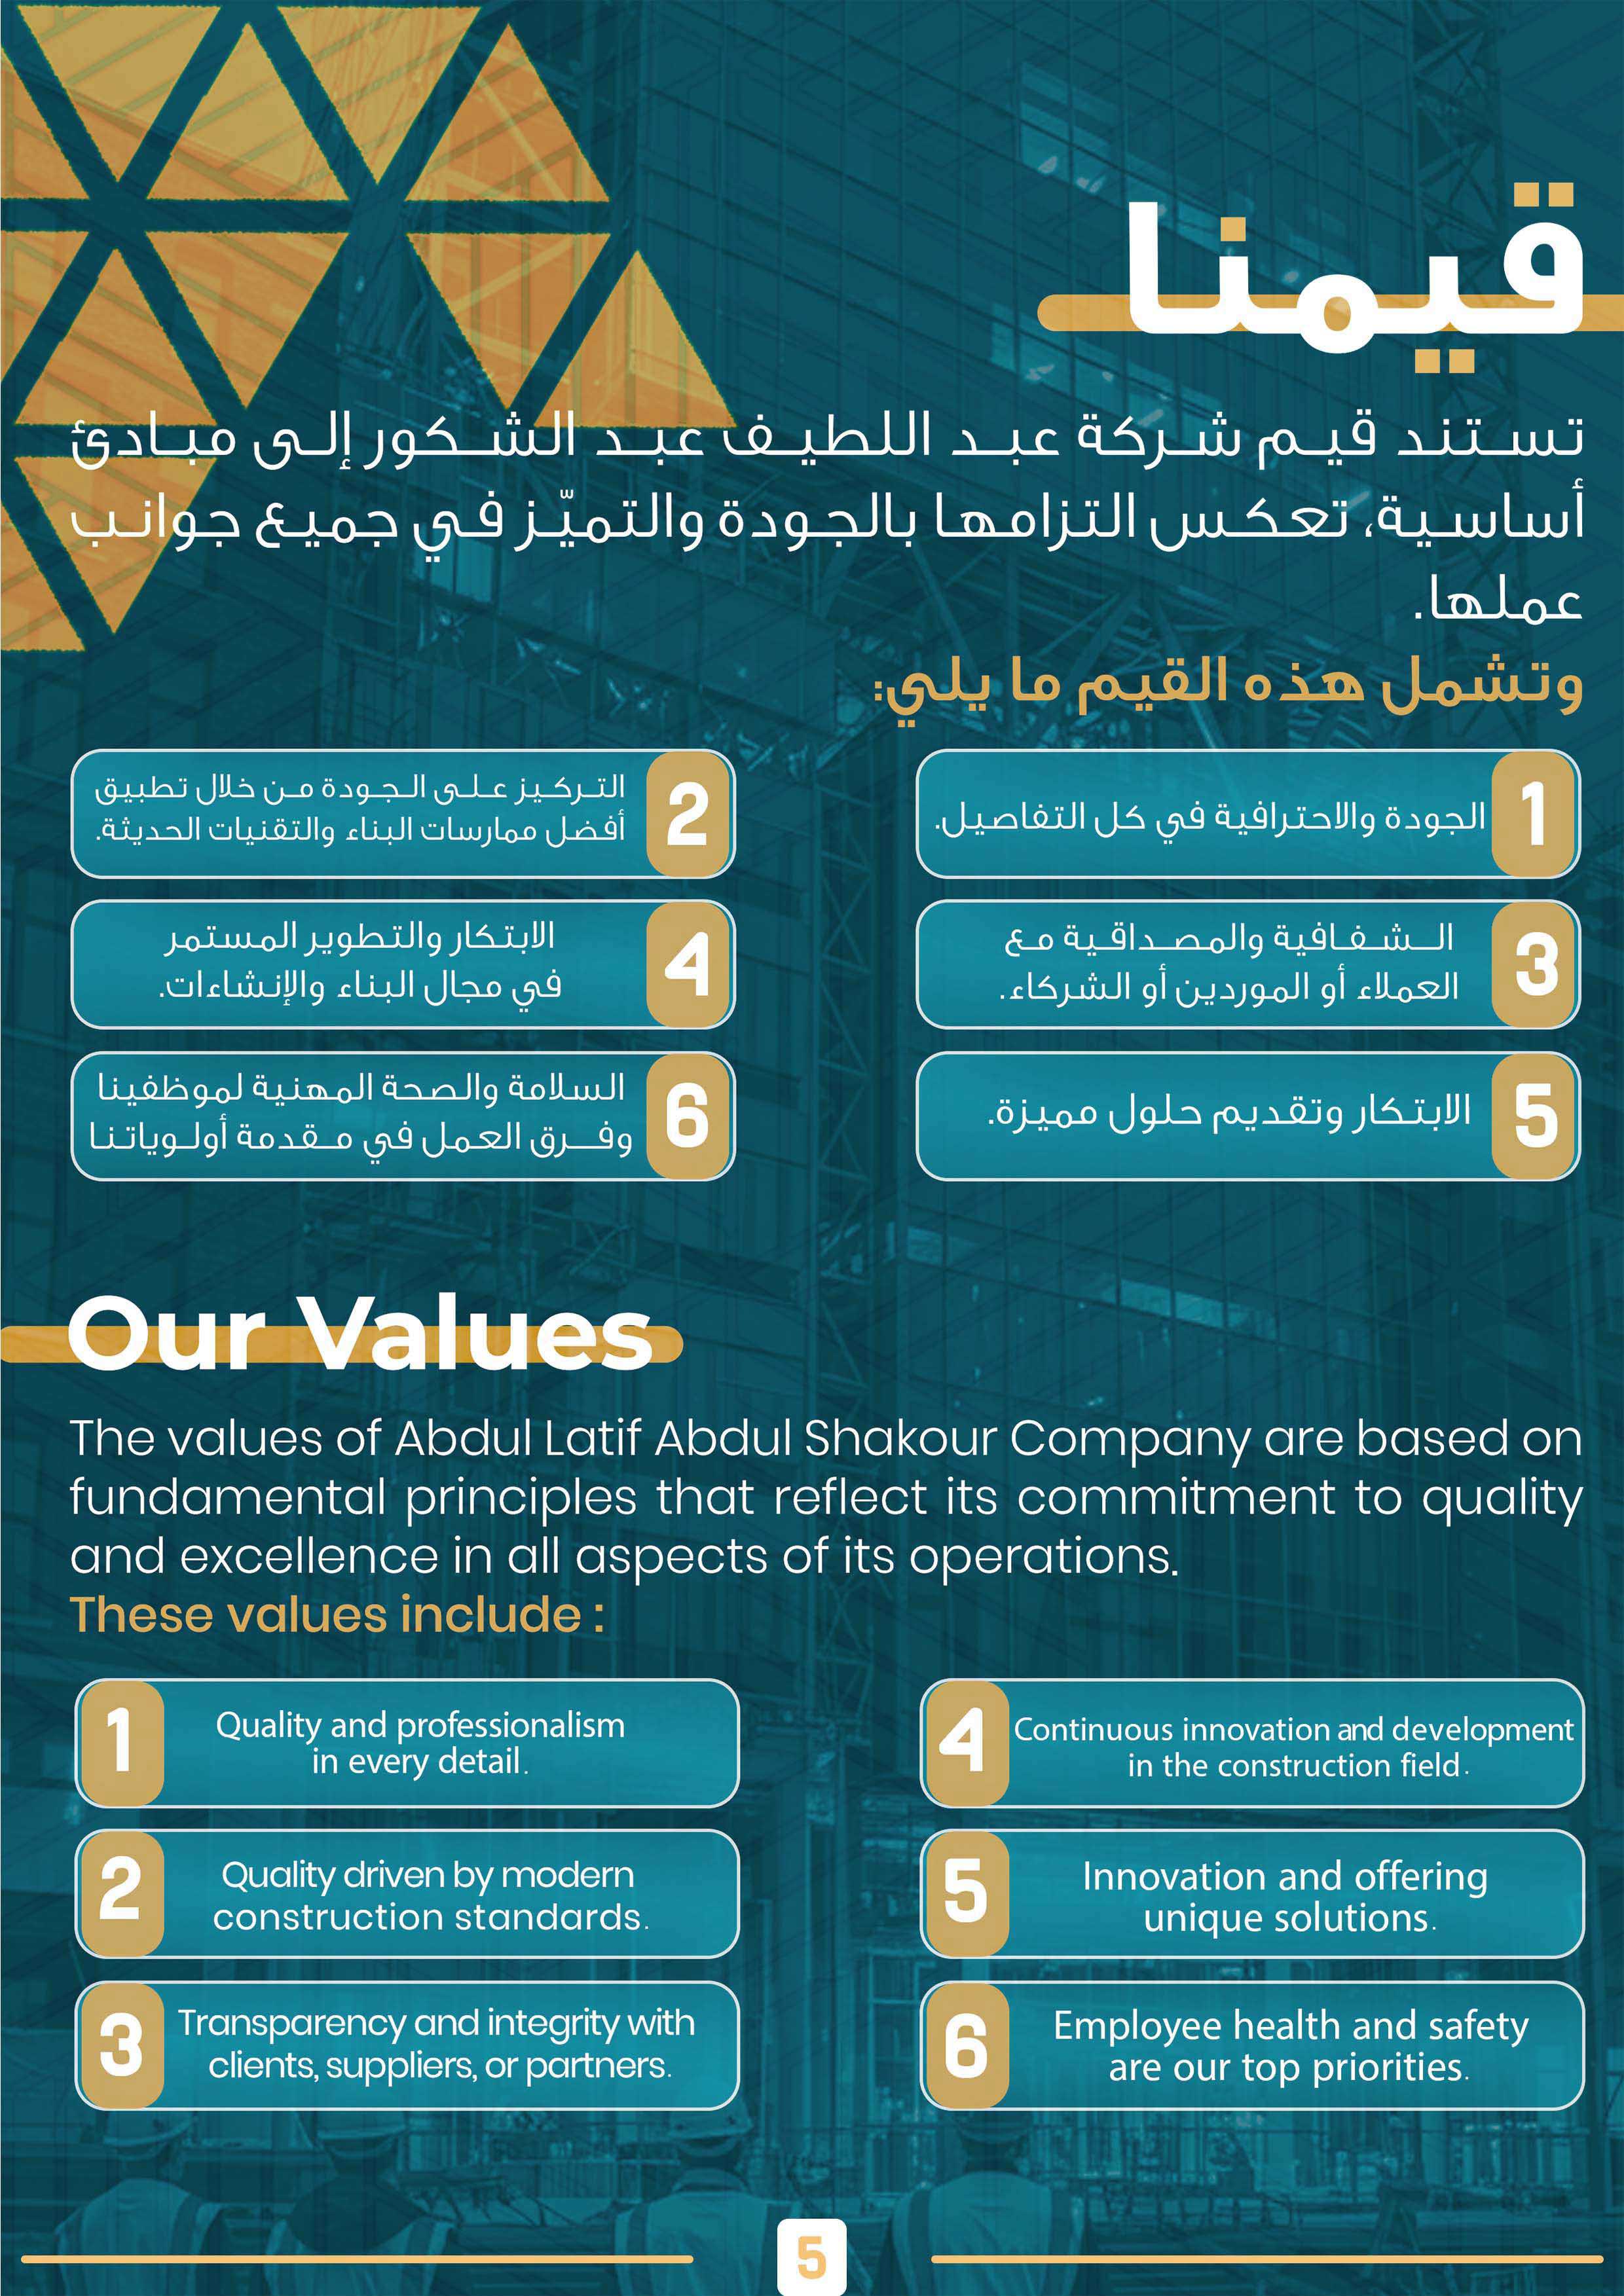 قيمنا
تستند قيم شركة عبد اللطيف عبد الشكور إلى مبادئ
أساسية، تعكس التزامها بالجودة والتميّز في جميع جوانب
عملها.
وتشمل هذه القيم ما يلي:
1
الجودة والاحترافية في كل التفاصيل.
2
التركيز على الجودة من خلال تطبيق
أفضل ممارسات البناء والتقنيات الحديثة.
3
الشفافية والمصداقية مع
العملاء أو الموردين أو الشركاء.
4
الابتكار والتطوير المستمر
في مجال البناء والإنشاءات.
5
الابتكار وتقديم حلول مميزة.
6
السلامة والصحة المهنية لموظفينا
وفرق العمل في مقدمة أولوياتنا
Our Values
The values of Abdul Latif Abdul Shakour Company are based on
fundamental principles that reflect its commitment to quality
and excellence in all aspects of its operations.
These values include :
1
Quality and professionalism
in every detail.
2
Quality driven by modern
construction standards.
3
Transparency and integrity with
clients, suppliers, or partners.
4
Continuous innovation and development
in the construction field.
5
Innovation and offering
unique solutions.
6
Employee health and safety
are our top priorities.
5